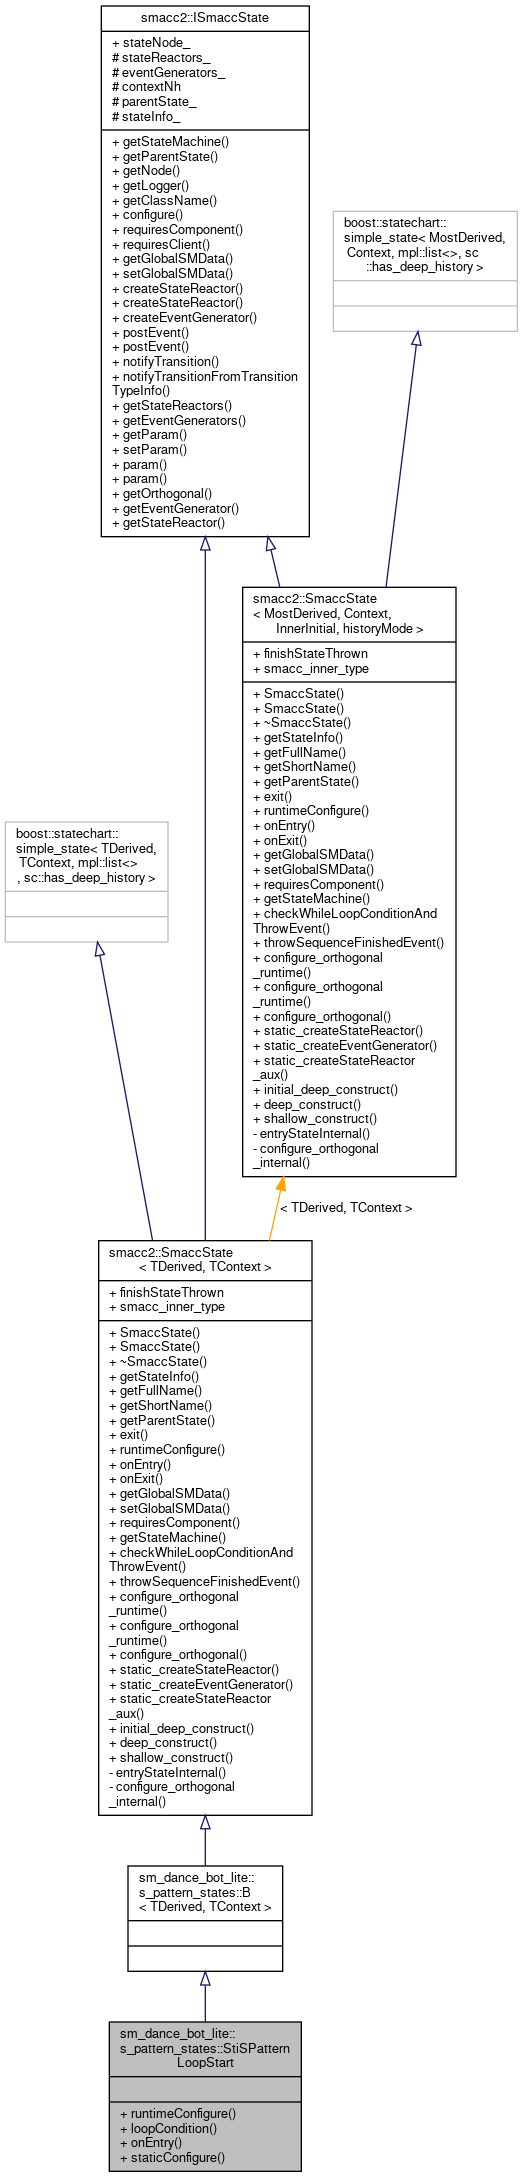 smacc2::ISmaccState
+ stateNode_
# stateReactors_
# eventGenerators_
# contextNh
# parentState_
# stateInfo_
+ getStateMachine()
+ getParentState()
+ getNode()
+ getLogger()
+ getClassName()
+ configure()
+ requiresComponent()
+ requiresClient()
+ getGlobalSMData()
+ setGlobalSMData()
+ createStateReactor()
+ createStateReactor()
+ createEventGenerator()
+ postEvent()
+ postEvent()
+ notifyTransition()
+ notifyTransitionFromTransition
TypeInfo()
+ getStateReactors()
+ getEventGenerators()
+ getParam()
+ setParam()
+ param()
+ param()
+ getOrthogonal()
+ getEventGenerator()
+ getStateReactor()
boost::statechart::
simple_state< MostDerived,
Context, mpl::list<>, sc
::has_deep_history >
smacc2::SmaccState
< MostDerived, Context,
InnerInitial, historyMode >
+ finishStateThrown
+ smacc_inner_type
+ SmaccState()
+ SmaccState()
+ ~SmaccState()
+ getStateInfo()
+ getFullName()
+ getShortName()
+ getParentState()
+ exit()
+ runtimeConfigure()
+ onEntry()
+ onExit()
+ getGlobalSMData()
+ setGlobalSMData()
+ requiresComponent()
+ getStateMachine()
+ checkWhileLoopConditionAnd
ThrowEvent()
+ throwSequenceFinishedEvent()
+ configure_orthogonal
_runtime()
+ configure_orthogonal
_runtime()
+ configure_orthogonal()
+ static_createStateReactor()
+ static_createEventGenerator()
+ static_createStateReactor
_aux()
+ initial_deep_construct()
+ deep_construct()
+ shallow_construct()
- entryStateInternal()
- configure_orthogonal
_internal()
boost::statechart::
simple_state< TDerived,
TContext, mpl::list<>
, sc::has_deep_history >
< TDerived, TContext >
smacc2::SmaccState
< TDerived, TContext >
+ finishStateThrown
+ smacc_inner_type
+ SmaccState()
+ SmaccState()
+ ~SmaccState()
+ getStateInfo()
+ getFullName()
+ getShortName()
+ getParentState()
+ exit()
+ runtimeConfigure()
+ onEntry()
+ onExit()
+ getGlobalSMData()
+ setGlobalSMData()
+ requiresComponent()
+ getStateMachine()
+ checkWhileLoopConditionAnd
ThrowEvent()
+ throwSequenceFinishedEvent()
+ configure_orthogonal
_runtime()
+ configure_orthogonal
_runtime()
+ configure_orthogonal()
+ static_createStateReactor()
+ static_createEventGenerator()
+ static_createStateReactor
_aux()
+ initial_deep_construct()
+ deep_construct()
+ shallow_construct()
- entryStateInternal()
- configure_orthogonal
_internal()
sm_dance_bot_lite::
s_pattern_states::B
< TDerived, TContext >
sm_dance_bot_lite::
s_pattern_states::StiSPattern
LoopStart
+ runtimeConfigure()
+ loopCondition()
+ onEntry()
+ staticConfigure()